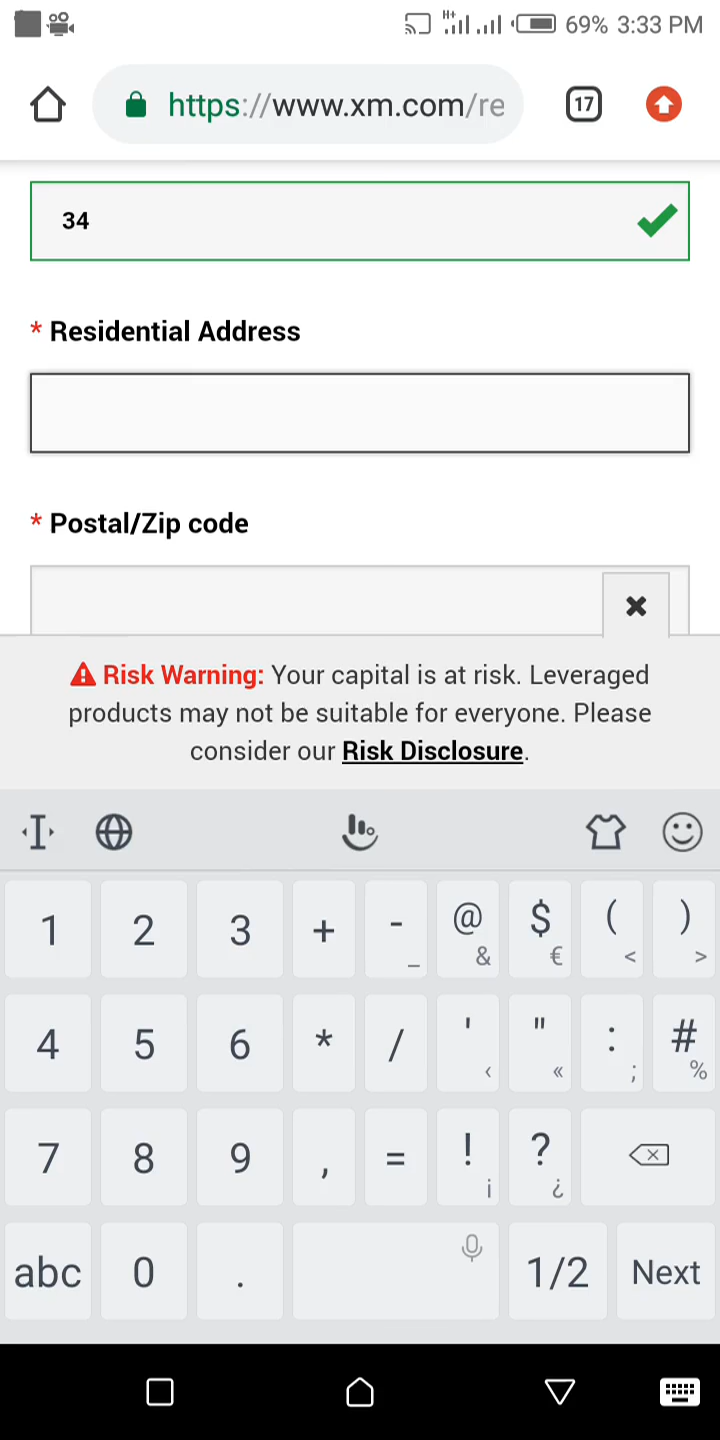 H+ 69% 3:33 PM
https://www.xm.com/re 17
34
* Residential Address
* Postal/Zip code
Risk Warning: Your capital is at risk. Leveraged
products may not be suitable for everyone. Please
consider our Risk Disclosure.
1 2 3 + - _ @ & $ € ( < ) >
4 5 6 * / ' ‹ " « : ; # %
7 8 9 , = ! ¡ ? ¿
abc 0 . 1/2 Next